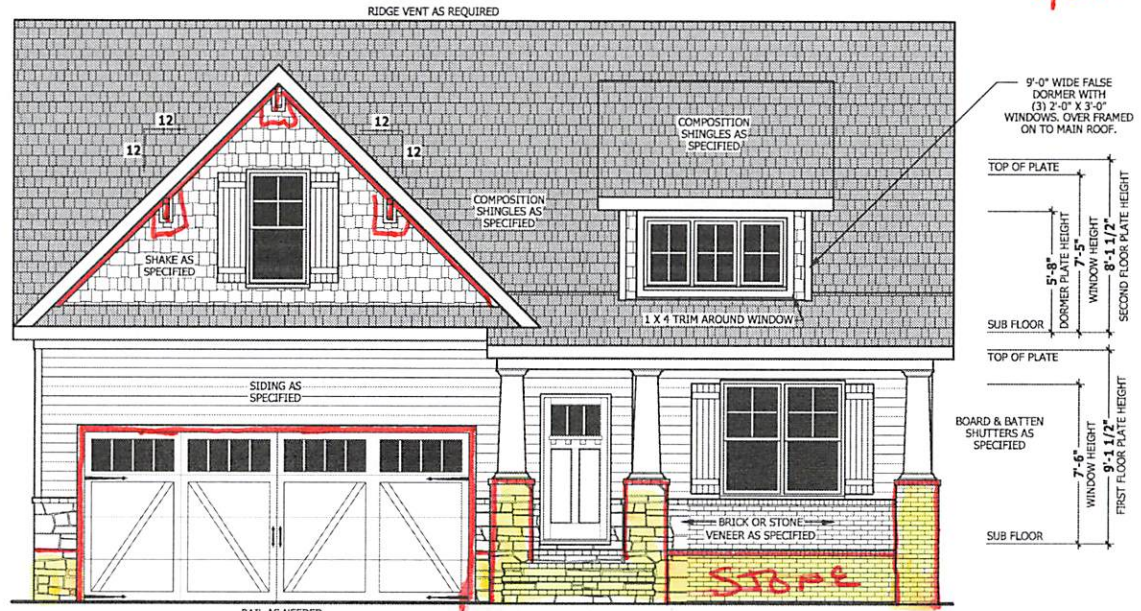 RIDGE VENT AS REQUIRED
9'-0" WIDE FALSE
DORMER WITH
(3) 2'-0" X 3'-0"
WINDOWS. OVER FRAMED
ON TO MAIN ROOF.
12
12
12
12
COMPOSITION
SHINGLES AS
SPECIFIED
COMPOSITION
SHINGLES AS
SPECIFIED
SHAKE AS
SPECIFIED
1 X 4 TRIM AROUND WINDOW
TOP OF PLATE
5'-8"
DORMER PLATE HEIGHT
7'-5"
WINDOW HEIGHT
8'-1 1/2"
SECOND FLOOR PLATE HEIGHT
SUB FLOOR
TOP OF PLATE
SIDING AS
SPECIFIED
BOARD & BATTEN
SHUTTERS AS
SPECIFIED
7'-6"
WINDOW HEIGHT
9'-1 1/2"
FIRST FLOOR PLATE HEIGHT
BRICK OR STONE
VENEER AS SPECIFIED
SUB FLOOR
STONE
RAIL AS NEEDED